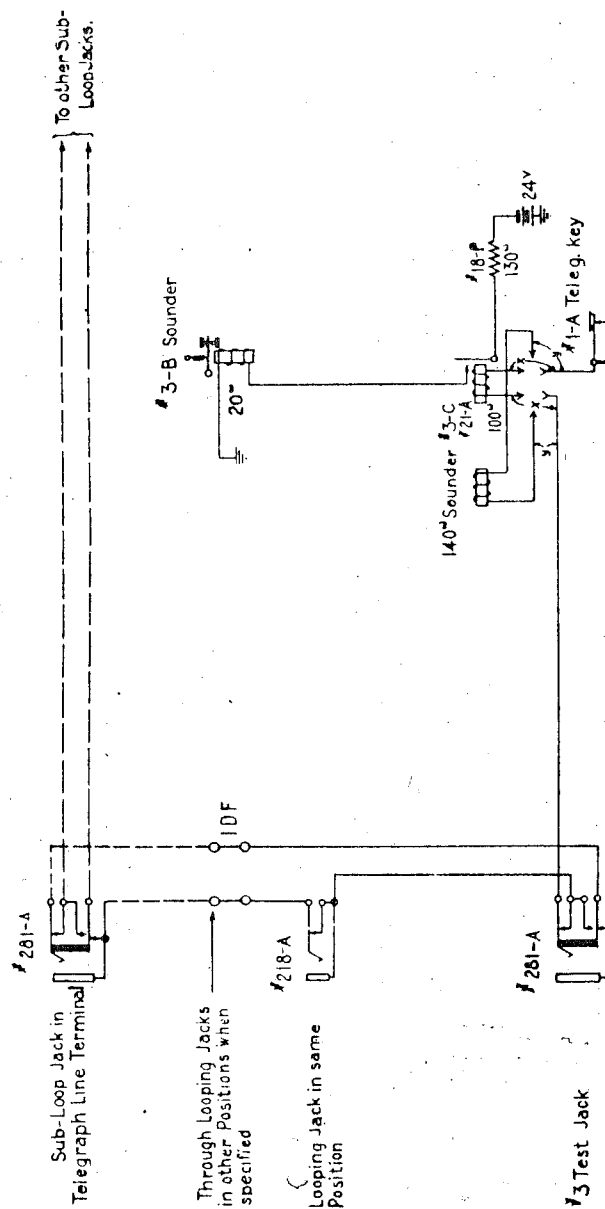 To other Sub-
Loop Jacks.
# 3-B Sounder
20ω
#18-P
130ω
24V
#1-A Teleg. key
140ω Sounder #3-C
#21-A
100ω
X
X
Y
Y
y
y
IDF
#281-A
Sub-Loop Jack in
Telegraph Line Terminal
Through Looping Jacks
in other Positions when
specified
#218-A
Looping Jack in same
Position
#281-A
#3 Test Jack